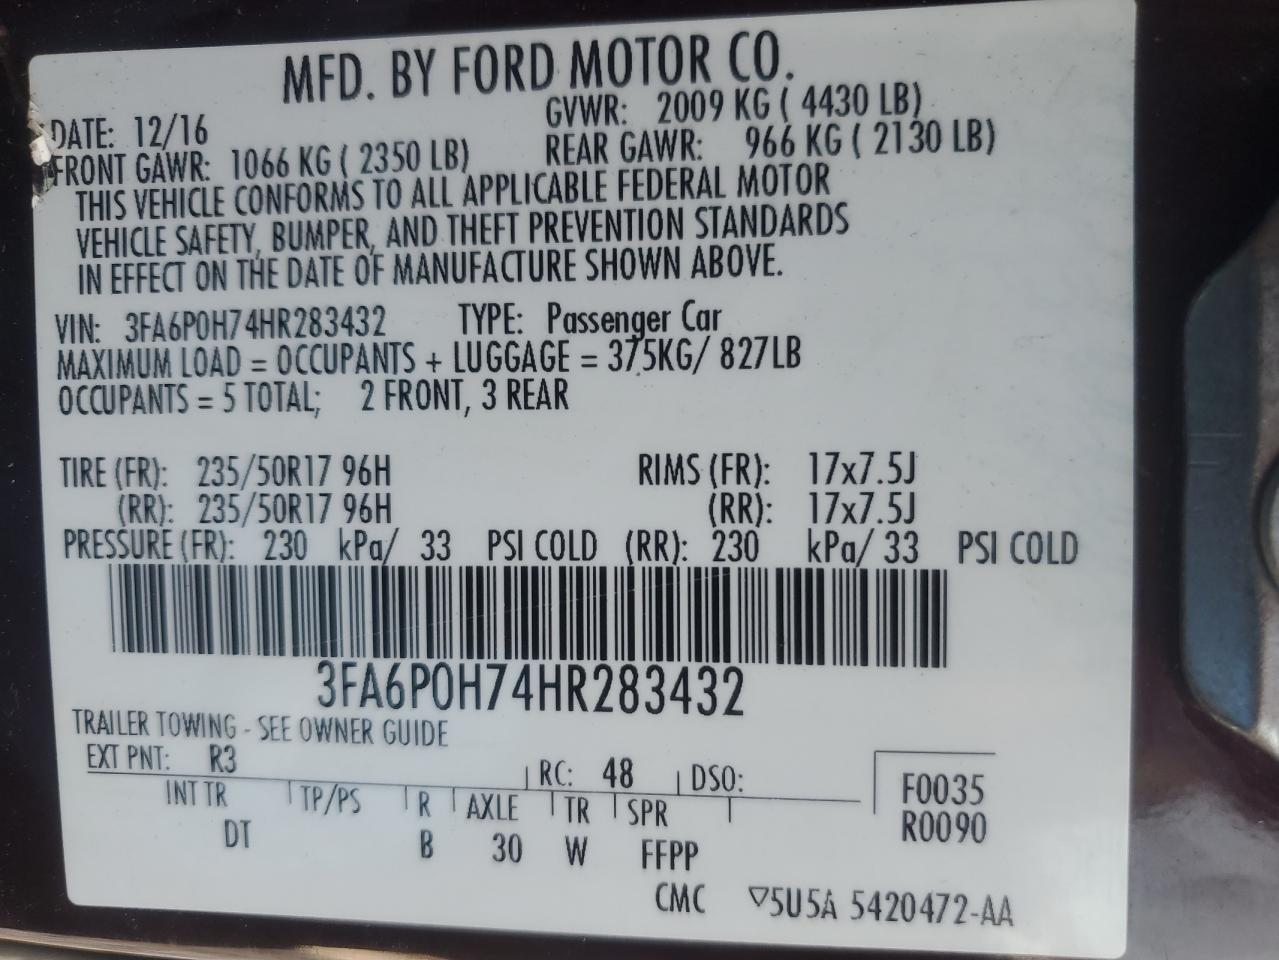 MFD. BY FORD MOTOR CO.
DATE: 12/16 GVWR: 2009 KG ( 4430 LB)
FRONT GAWR: 1066 KG ( 2350 LB) REAR GAWR: 966 KG ( 2130 LB)
THIS VEHICLE CONFORMS TO ALL APPLICABLE FEDERAL MOTOR
VEHICLE SAFETY, BUMPER, AND THEFT PREVENTION STANDARDS
IN EFFECT ON THE DATE OF MANUFACTURE SHOWN ABOVE.
VIN: 3FA6P0H74HR283432 TYPE: Passenger Car
MAXIMUM LOAD = OCCUPANTS + LUGGAGE = 375KG/ 827LB
OCCUPANTS = 5 TOTAL; 2 FRONT, 3 REAR
TIRE (FR): 235/50R17 96H RIMS (FR): 17x7.5J
(RR): 235/50R17 96H (RR): 17x7.5J
PRESSURE (FR): 230 kPa/ 33 PSI COLD (RR): 230 kPa/ 33 PSI COLD
3FA6P0H74HR283432
TRAILER TOWING - SEE OWNER GUIDE
EXT PNT: R3 RC: 48 DSO: F0035
INT TR TP/PS R AXLE TR SPR R0090
DT B 30 W FFPP
CMC ▽5U5A 5420472-AA